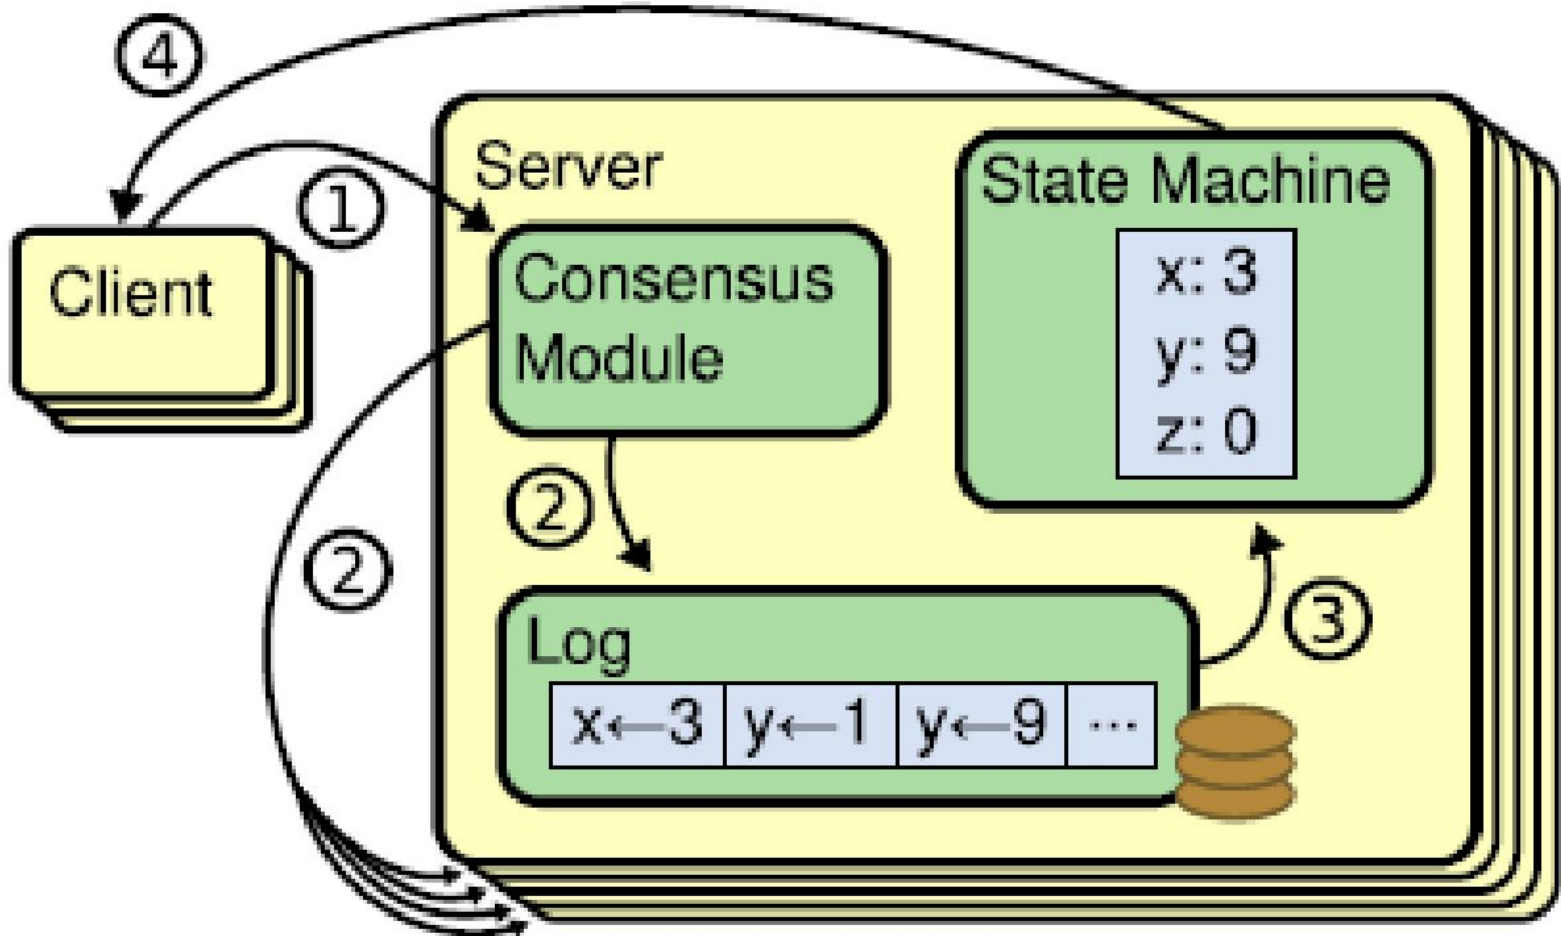 ④
①
Server
State Machine
Client
Consensus
Module
x: 3
y: 9
z: 0
②
②
③
Log
x←3 y←1 y←9 ...